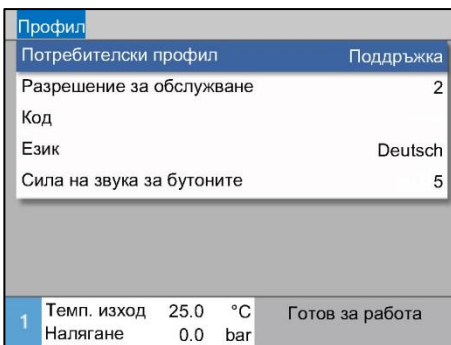 Профил
Потребителски профил Поддръжка
Разрешение за обслужване 2
Код
Език Deutsch
Сила на звука за бутоните 5
1 Темп. изход 25.0 °C Готов за работа
Налягане 0.0 bar